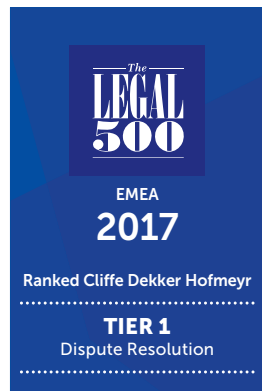 The
LEGAL
500
EMEA
2017
Ranked Cliffe Dekker Hofmeyr
TIER 1
Dispute Resolution